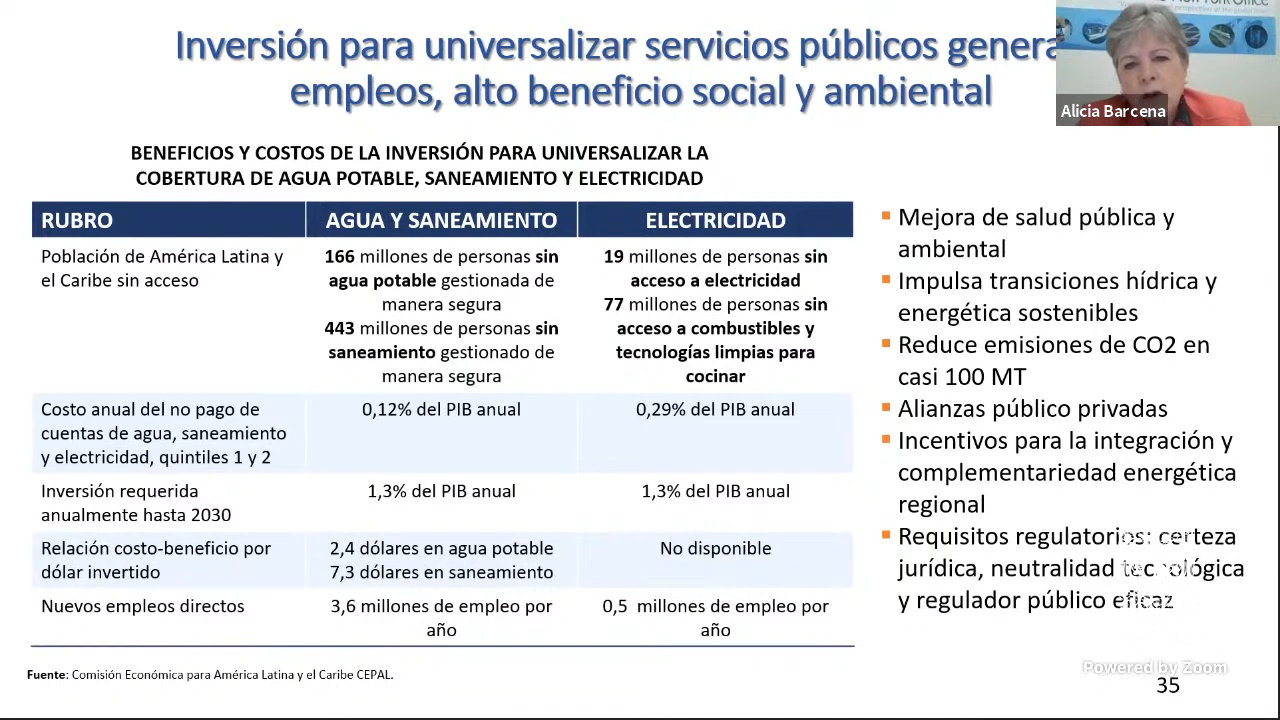 Inversión para universalizar servicios públicos genera
empleos, alto beneficio social y ambiental
Alicia Barcena
BENEFICIOS Y COSTOS DE LA INVERSIÓN PARA UNIVERSALIZAR LA
COBERTURA DE AGUA POTABLE, SANEAMIENTO Y ELECTRICIDAD
RUBRO AGUA Y SANEAMIENTO ELECTRICIDAD
Población de América Latina y
el Caribe sin acceso
166 millones de personas sin
agua potable gestionada de
manera segura
443 millones de personas sin
saneamiento gestionado de
manera segura
19 millones de personas sin
acceso a electricidad
77 millones de personas sin
acceso a combustibles y
tecnologías limpias para
cocinar
Costo anual del no pago de
cuentas de agua, saneamiento
y electricidad, quintiles 1 y 2
0,12% del PIB anual
0,29% del PIB anual
Inversión requerida
anualmente hasta 2030
1,3% del PIB anual
1,3% del PIB anual
Relación costo-beneficio por
dólar invertido
2,4 dólares en agua potable
7,3 dólares en saneamiento
No disponible
Nuevos empleos directos
3,6 millones de empleo por
año
0,5 millones de empleo por
año
Fuente: Comisión Económica para América Latina y el Caribe CEPAL.
Mejora de salud pública y
ambiental
Impulsa transiciones hídrica y
energética sostenibles
Reduce emisiones de CO2 en
casi 100 MT
Alianzas público privadas
Incentivos para la integración y
complementariedad energética
regional
Requisitos regulatorios: certeza
jurídica, neutralidad tecnológica
y regulador público eficaz
Powered by Zoom
35